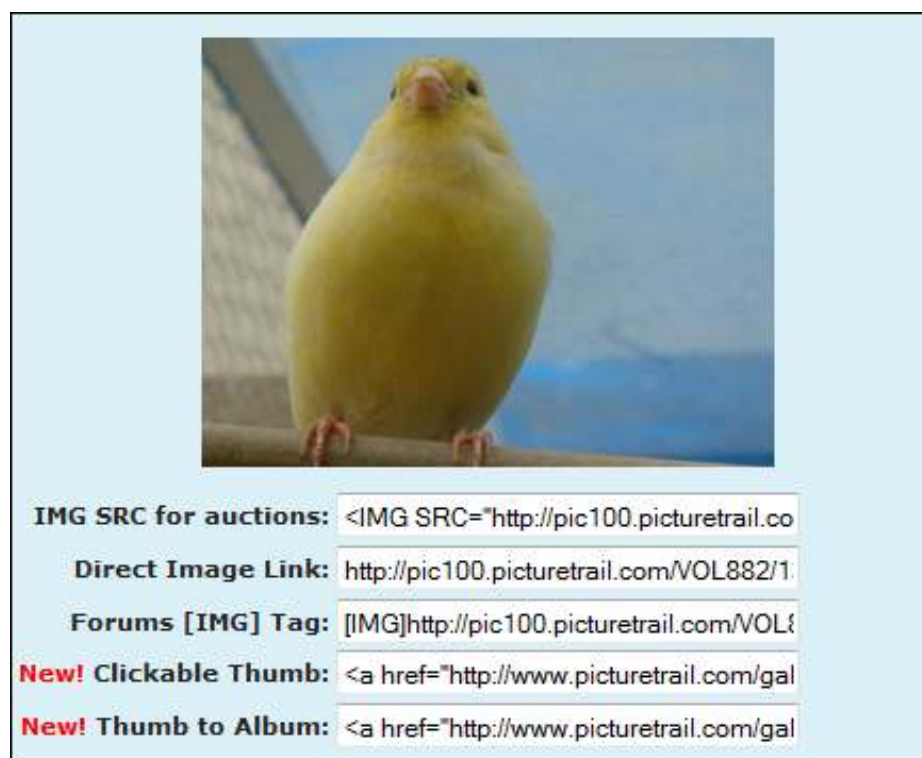 IMG SRC for auctions: <IMG SRC="http://pic100.picturetrail.co
Direct Image Link: http://pic100.picturetrail.com/VOL882/1
Forums [IMG] Tag: [IMG]http://pic100.picturetrail.com/VOL8
New! Clickable Thumb: <a href="http://www.picturetrail.com/gal
New! Thumb to Album: <a href="http://www.picturetrail.com/gal